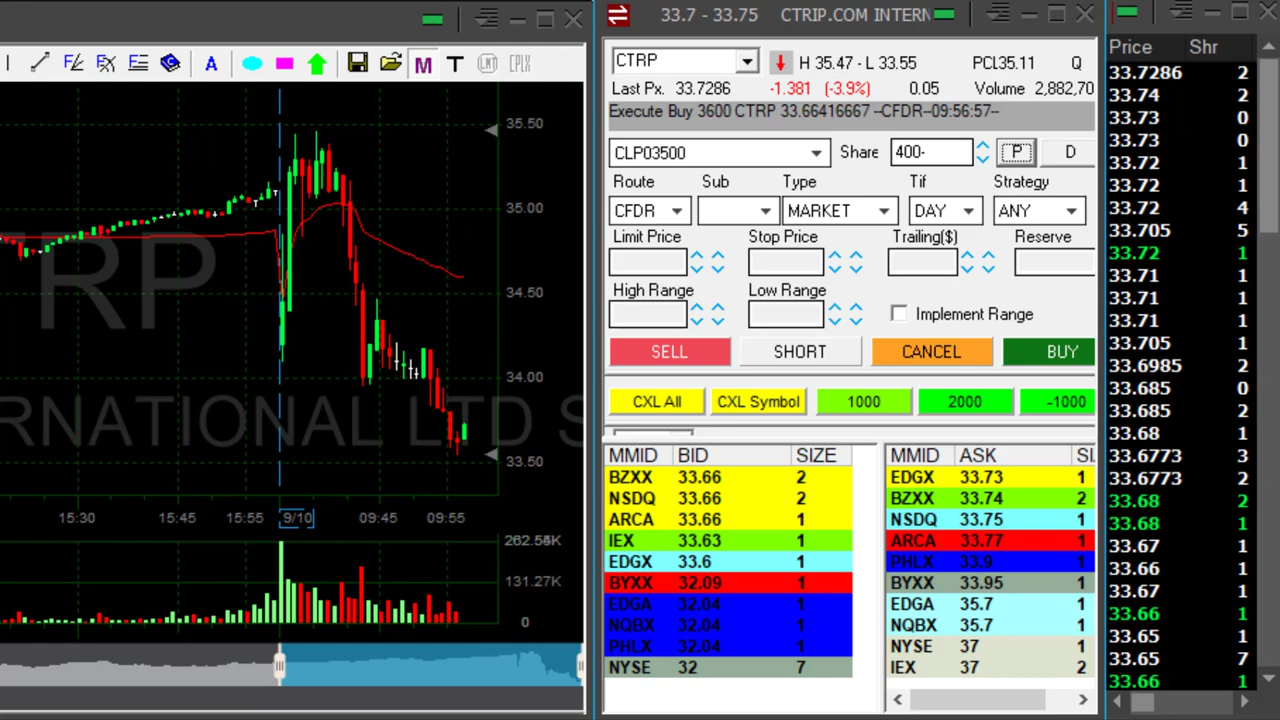 33.7 - 33.75 CTRIP.COM INTERN
A
M T
CTRP H 35.47 - L 33.55 PCL35.11 Q
Last Px. 33.7286 -1.381 (-3.9%) 0.05 Volume 2,882,70
Execute Buy 3600 CTRP 33.66416667 --CFDR--09:56:57--
CLP03500 Share 400- P D
Route Sub Type Tif Strategy
CFDR MARKET DAY ANY
Limit Price Stop Price Trailing($) Reserve
High Range Low Range
Implement Range
SELL SHORT CANCEL BUY
CXL All CXL Symbol 1000 2000 -1000
MMID BID SIZE
BZXX 33.66 2
NSDQ 33.66 2
ARCA 33.66 1
IEX 33.63 1
EDGX 33.6 1
BYXX 32.09 1
EDGA 32.04 1
NQBX 32.04 1
PHLX 32.04 1
NYSE 32 7
MMID ASK SI
EDGX 33.73 1
BZXX 33.74 2
NSDQ 33.75 1
ARCA 33.77 1
PHLX 33.9 1
BYXX 33.95 1
EDGA 35.7 1
NQBX 35.7 1
NYSE 37 1
IEX 37 2
Price Shr
33.7286 2
33.74 2
33.73 0
33.73 0
33.72 1
33.72 1
33.72 4
33.705 5
33.72 1
33.71 1
33.71 1
33.71 1
33.705 1
33.6985 2
33.685 0
33.685 2
33.68 1
33.6773 3
33.6773 2
33.68 2
33.68 1
33.67 1
33.66 1
33.67 1
33.66 1
33.65 1
33.65 7
33.66 1
35.50
35.00
34.50
34.00
33.50
RP
RNATIONAL LTD S
15:30 15:45 15:55 9/10 09:45 09:55
131.27K
0